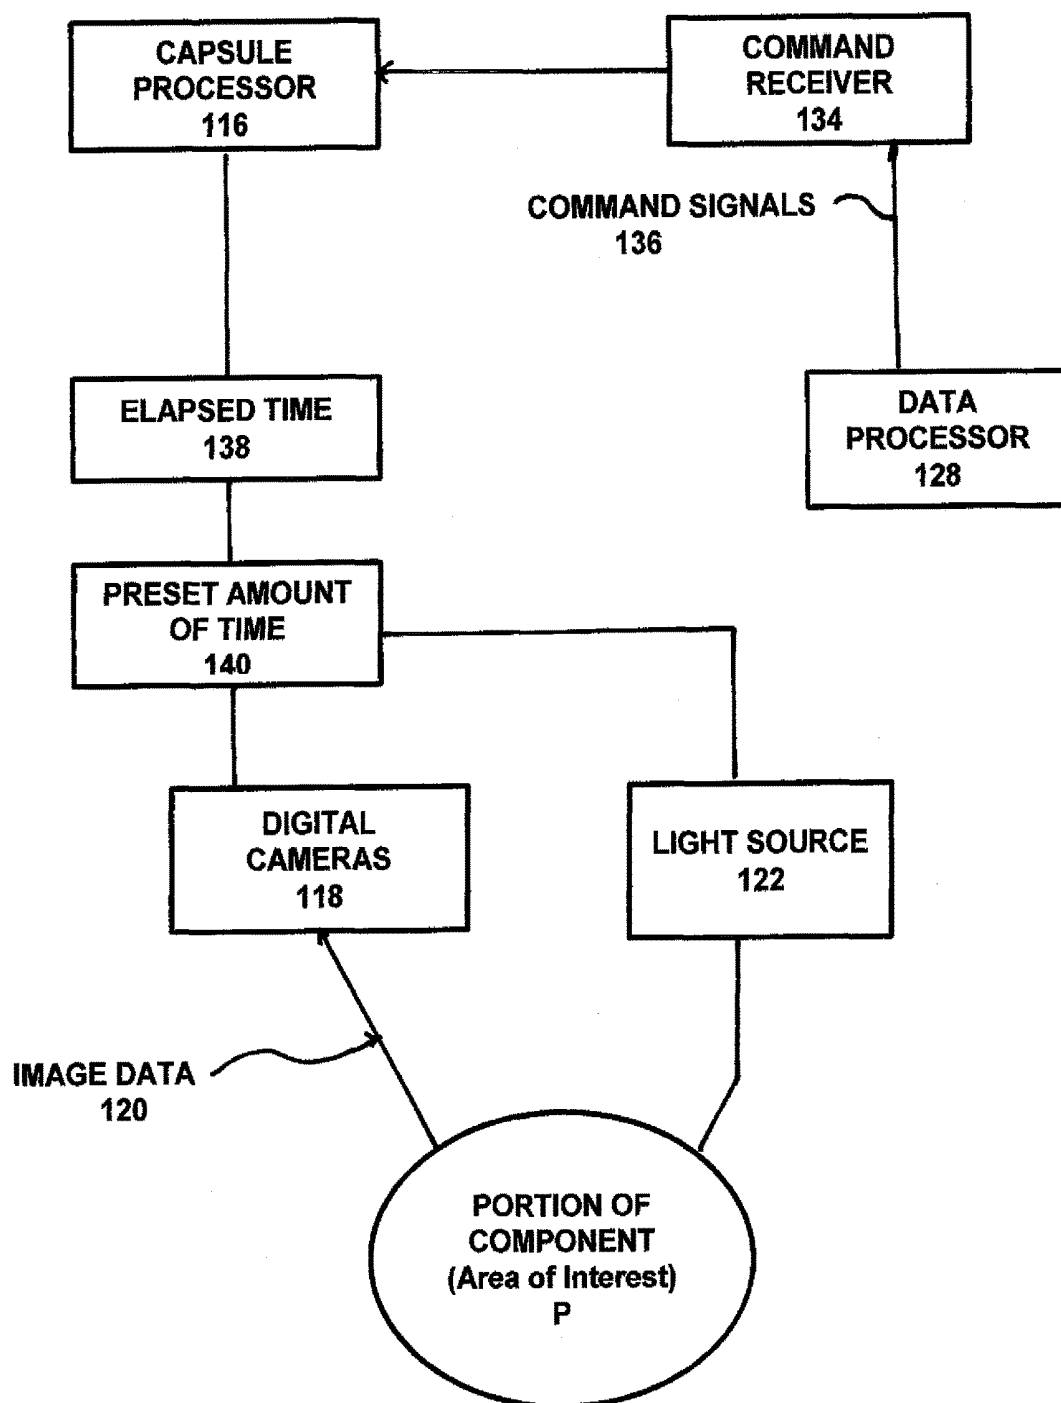 CAPSULE
PROCESSOR
116
COMMAND
RECEIVER
134
COMMAND SIGNALS
136
ELAPSED TIME
138
DATA
PROCESSOR
128
PRESET AMOUNT
OF TIME
140
DIGITAL
CAMERAS
118
LIGHT SOURCE
122
IMAGE DATA
120
PORTION OF
COMPONENT
(Area of Interest)
P